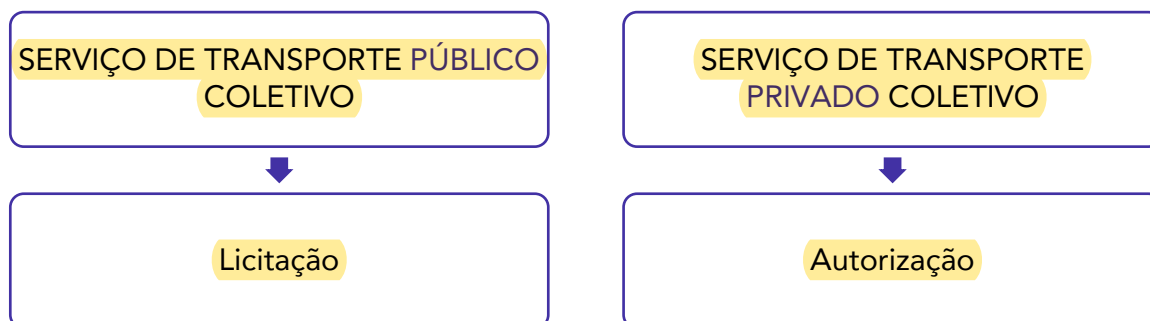 SERVIÇO DE TRANSPORTE PÚBLICO
COLETIVO
SERVIÇO DE TRANSPORTE
PRIVADO COLETIVO
Licitação
Autorização